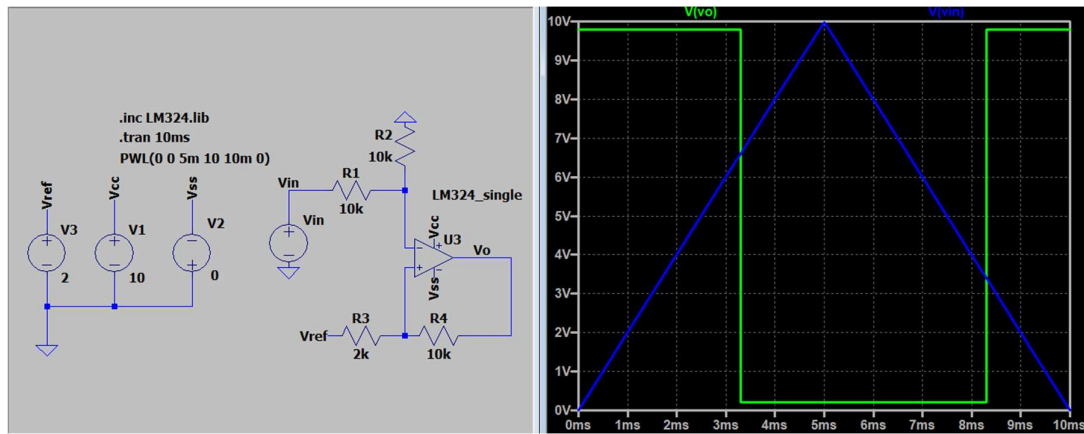 .inc LM324.lib
.tran 10ms
PWL(0 0 5m 10 10m 0)
Vref
Vcc
Vss
V3
V1
V2
2
10
0
R2
10k
Vin
R1
10k
LM324_single
Vin
Vcc
U3
Vo
Vss
Vref
R3
2k
R4
10k
V(vo)
V(vin)
10V
9V
8V
7V
6V
5V
4V
3V
2V
1V
0V
0ms
1ms
2ms
3ms
4ms
5ms
6ms
7ms
8ms
9ms
10ms